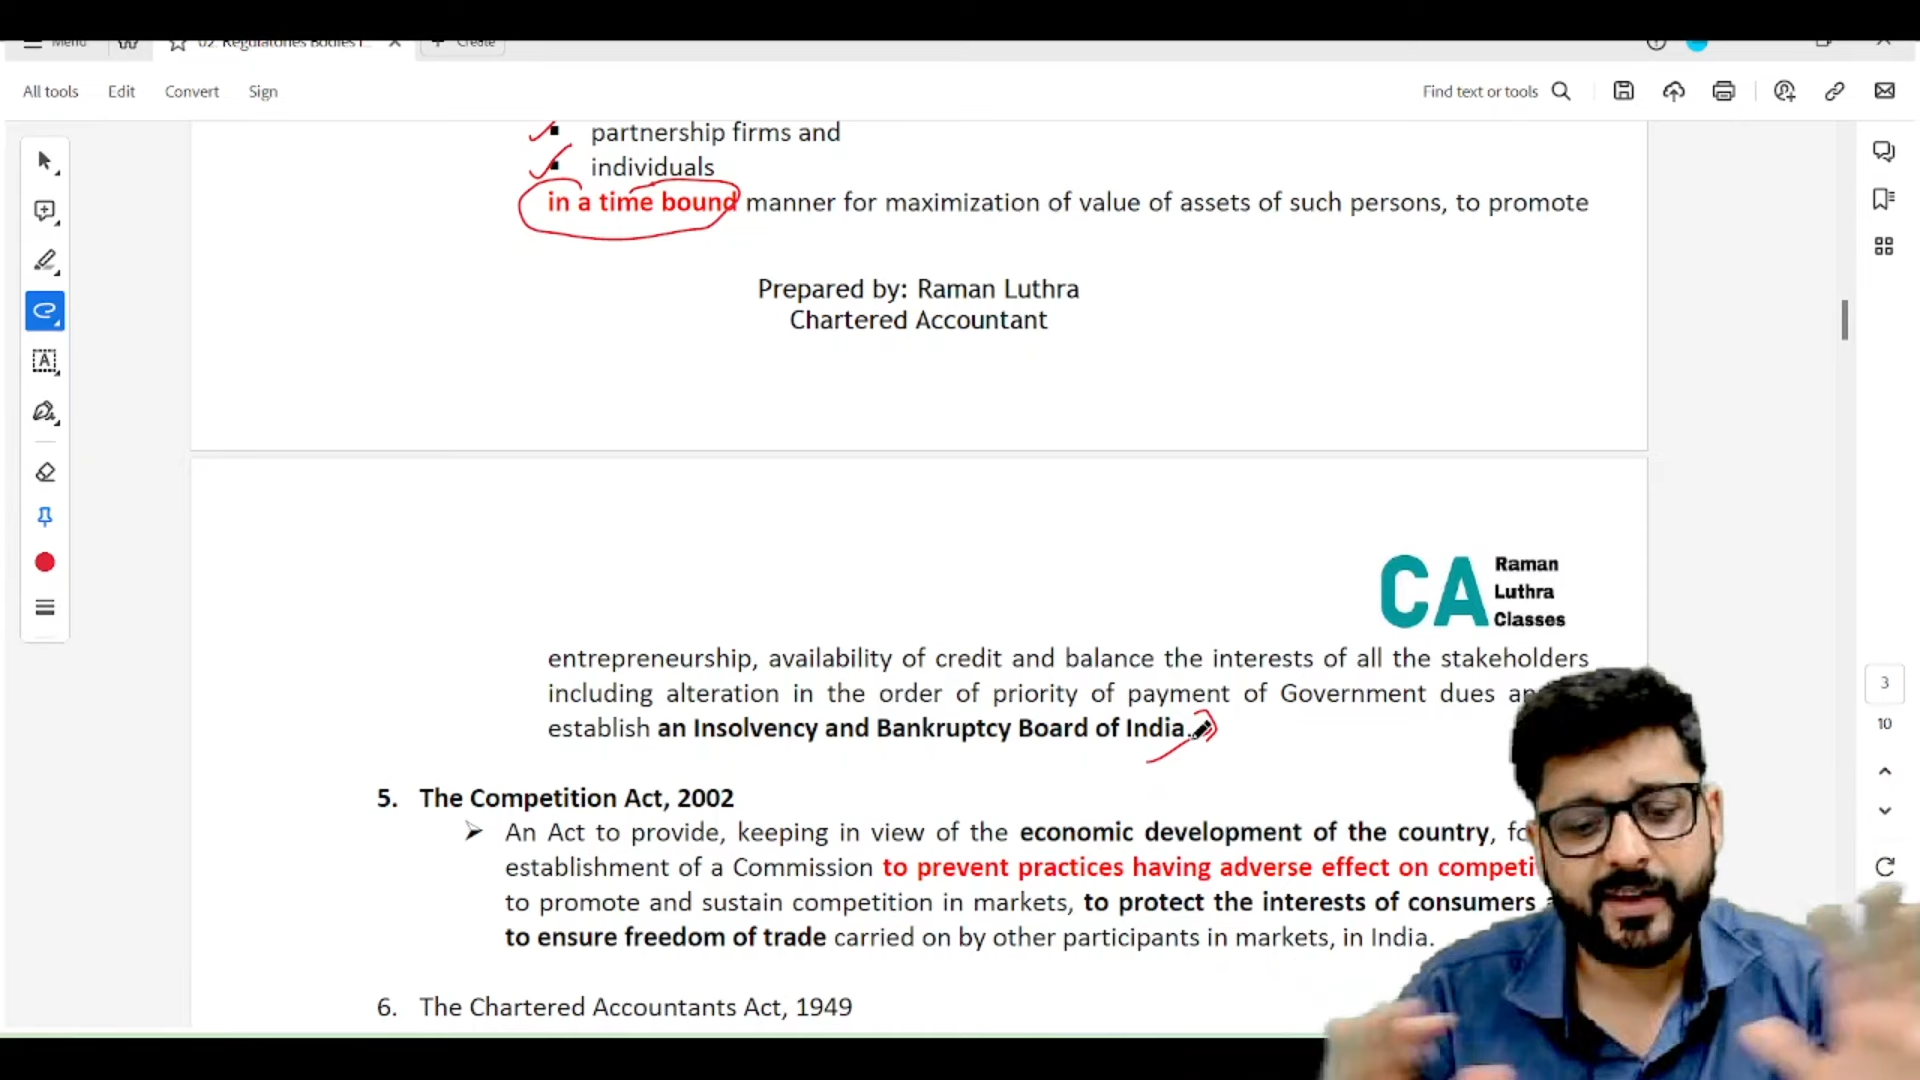 Menu
02. Regulatories Bodies I...
Create
All tools
Edit
Convert
Sign
Find text or tools
partnership firms and
individuals
in a time bound manner for maximization of value of assets of such persons, to promote
Prepared by: Raman Luthra
Chartered Accountant
CA Raman
Luthra
Classes
entrepreneurship, availability of credit and balance the interests of all the stakeholders
including alteration in the order of priority of payment of Government dues
establish an Insolvency and Bankruptcy Board of India.
3
10
5. The Competition Act, 2002
An Act to provide, keeping in view of the economic development of the country,
establishment of a Commission to prevent practices having adverse effect on
to promote and sustain competition in markets, to protect the interests of consumers
to ensure freedom of trade carried on by other participants in markets, in India.
6. The Chartered Accountants Act, 1949